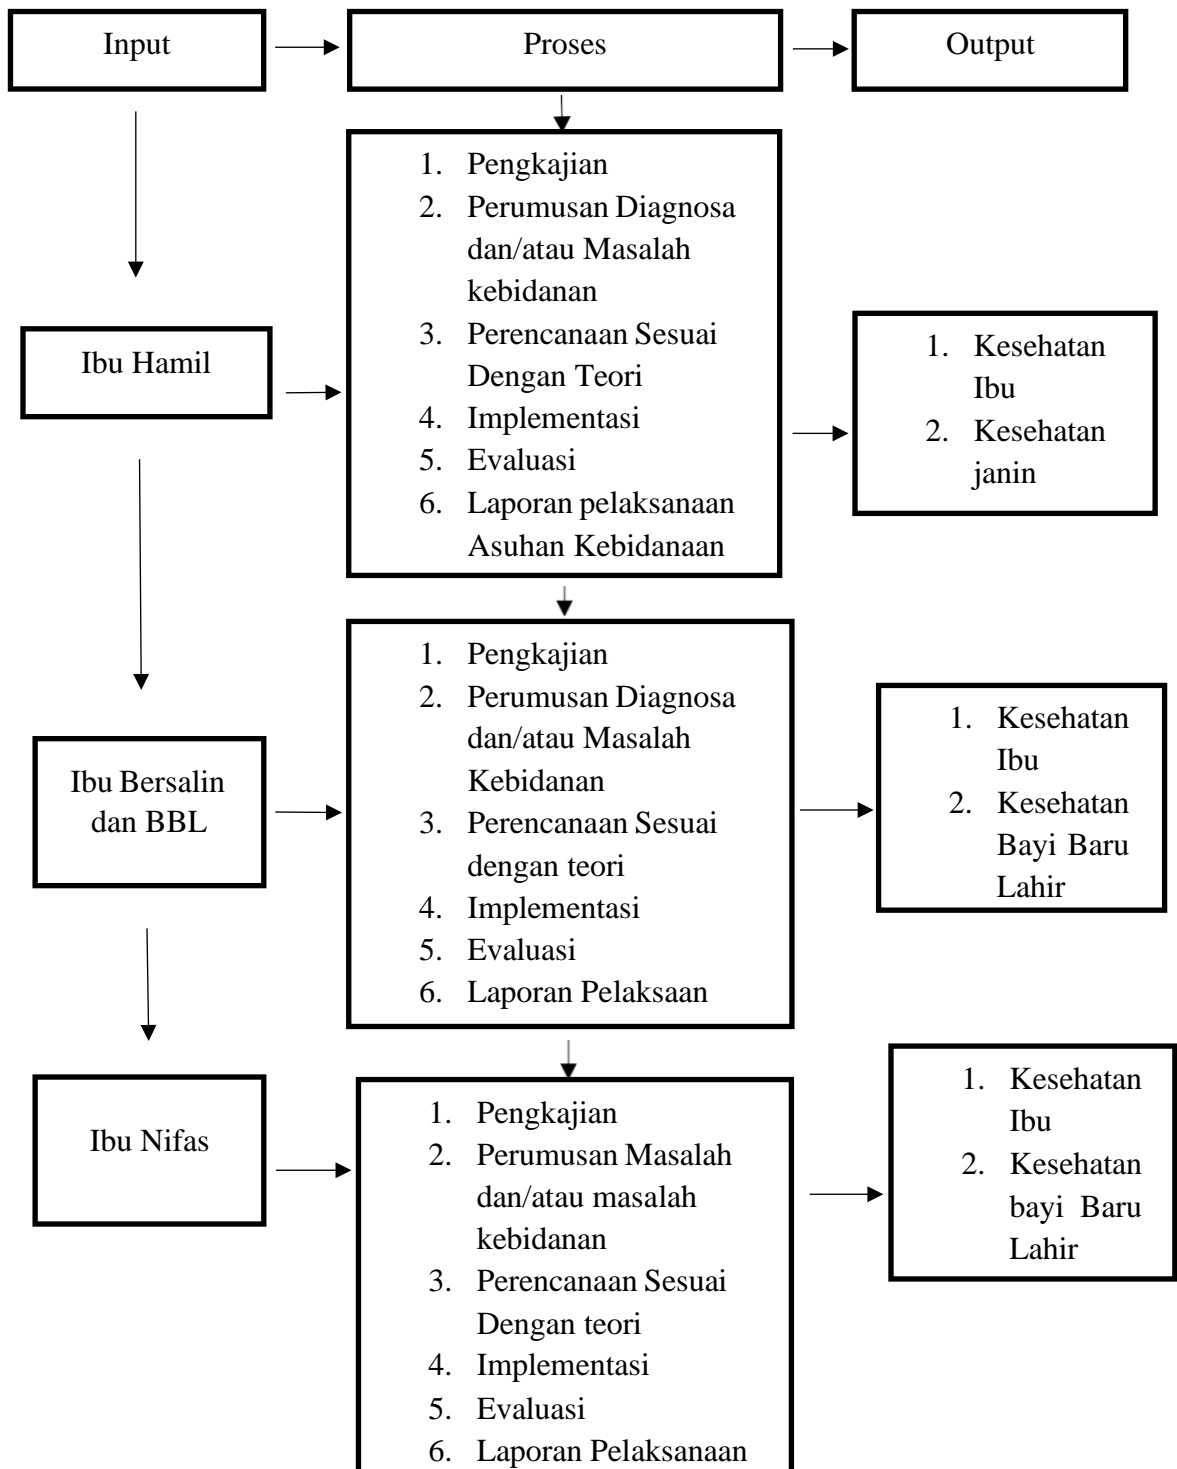 Input
Proses
Output
1. Pengkajian
2. Perumusan Diagnosa
dan/atau Masalah
kebidanan
3. Perencanaan Sesuai
Dengan Teori
4. Implementasi
5. Evaluasi
6. Laporan pelaksanaan
Asuhan Kebidanaan
Ibu Hamil
1. Kesehatan
Ibu
2. Kesehatan
janin
1. Pengkajian
2. Perumusan Diagnosa
dan/atau Masalah
Kebidanan
3. Perencanaan Sesuai
dengan teori
4. Implementasi
5. Evaluasi
6. Laporan Pelaksaan
Ibu Bersalin
dan BBL
1. Kesehatan
Ibu
2. Kesehatan
Bayi Baru
Lahir
Ibu Nifas
1. Pengkajian
2. Perumusan Masalah
dan/atau masalah
kebidanan
3. Perencanaan Sesuai
Dengan teori
4. Implementasi
5. Evaluasi
6. Laporan Pelaksanaan
1. Kesehatan
Ibu
2. Kesehatan
bayi Baru
Lahir